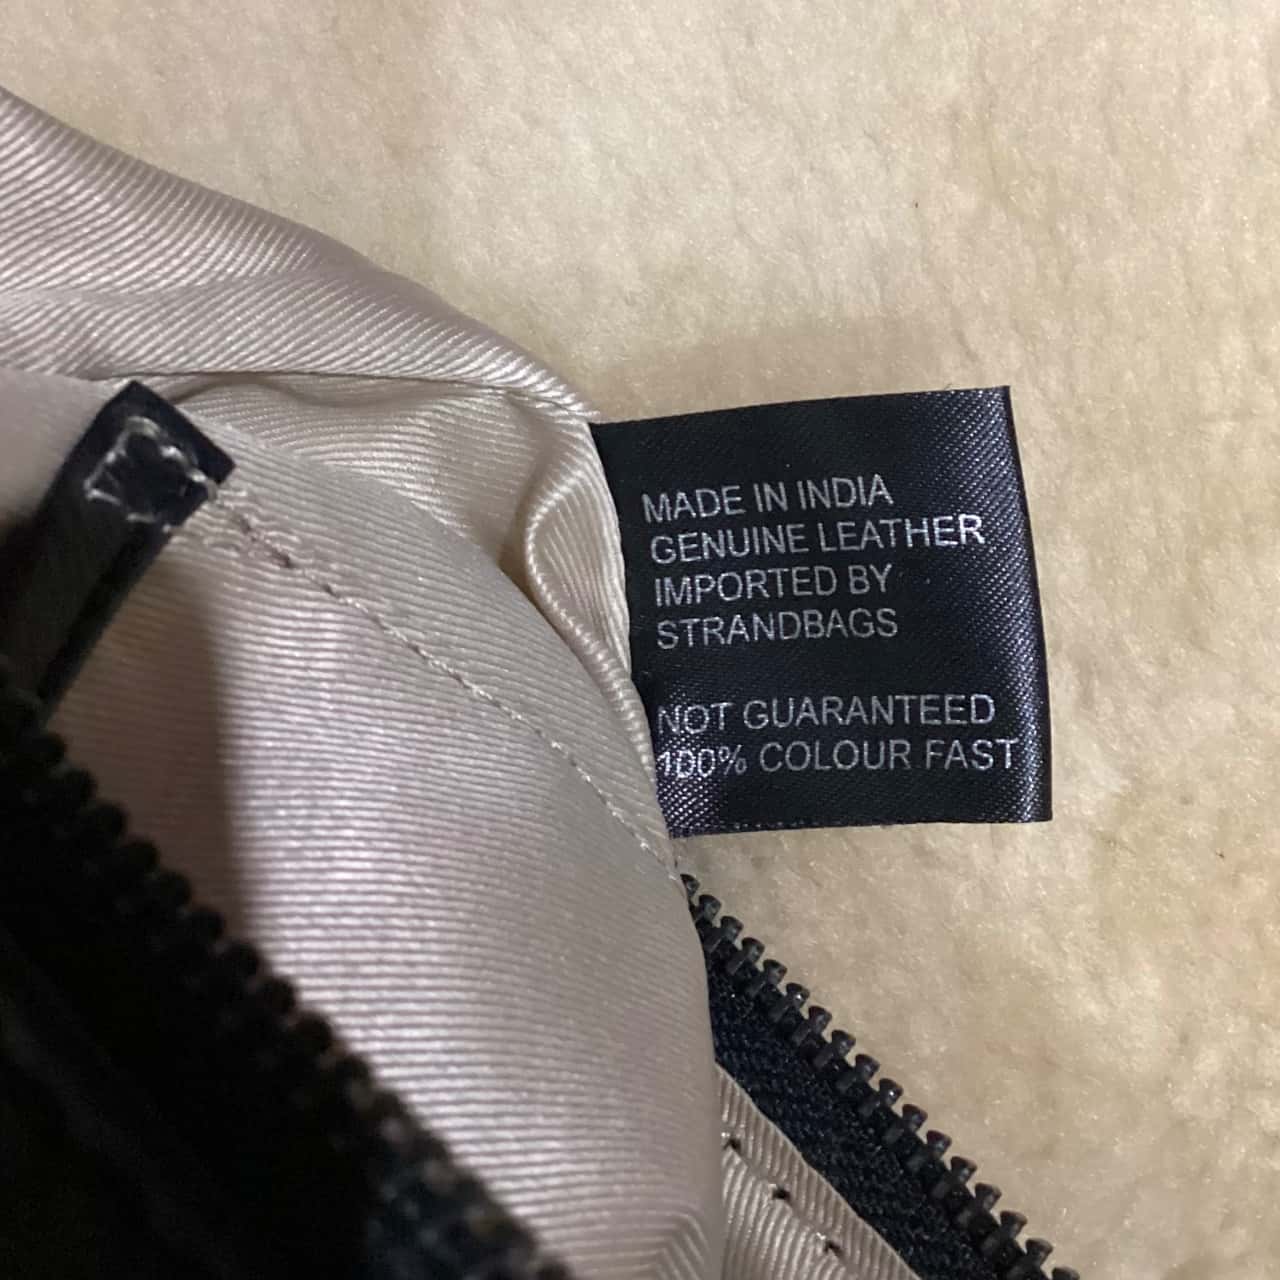 MADE IN INDIA
GENUINE LEATHER
IMPORTED BY
STRANDBAGS
NOT GUARANTEED
100% COLOUR FAST